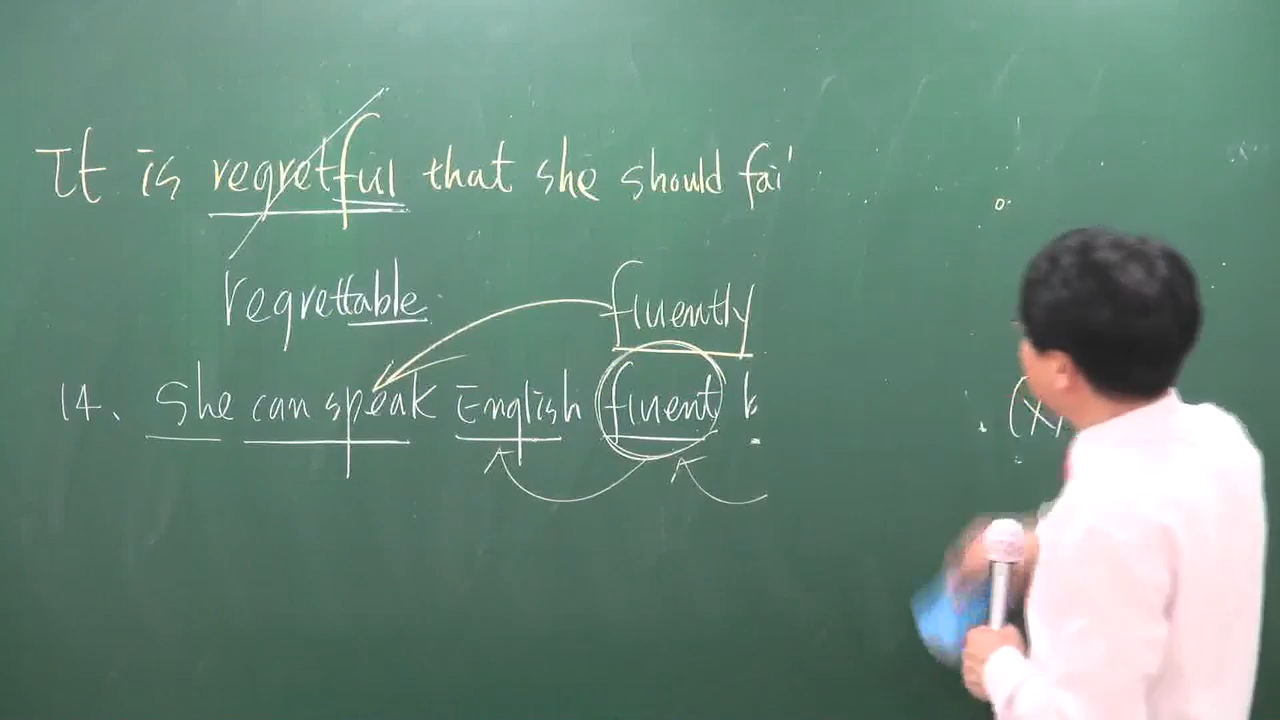 It is regretful that she should fai
regrettable
fluently
14. She can speak English fluent
(X